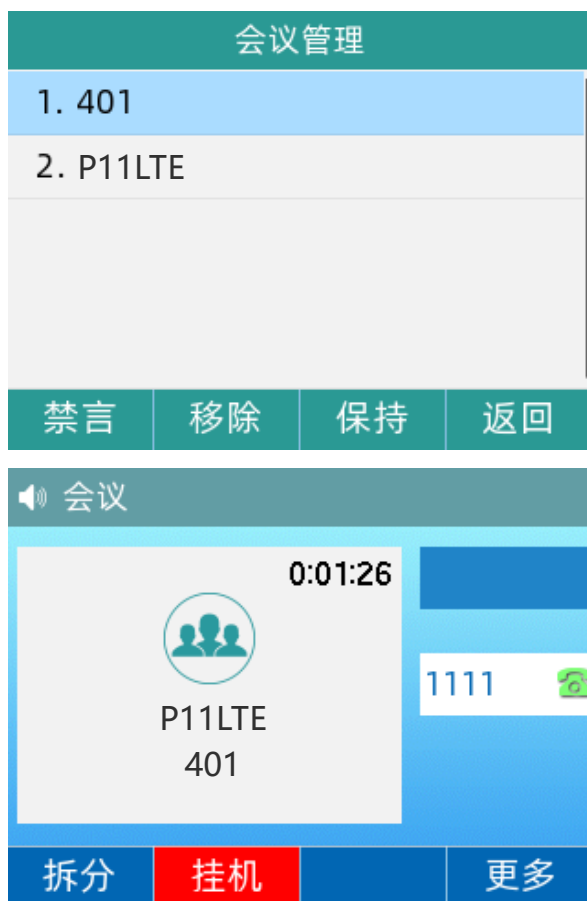 会议管理
1. 401
2. P11LTE
禁言 移除 保持 返回
会议
0:01:26
1111
P11LTE
401
拆分 挂机 更多